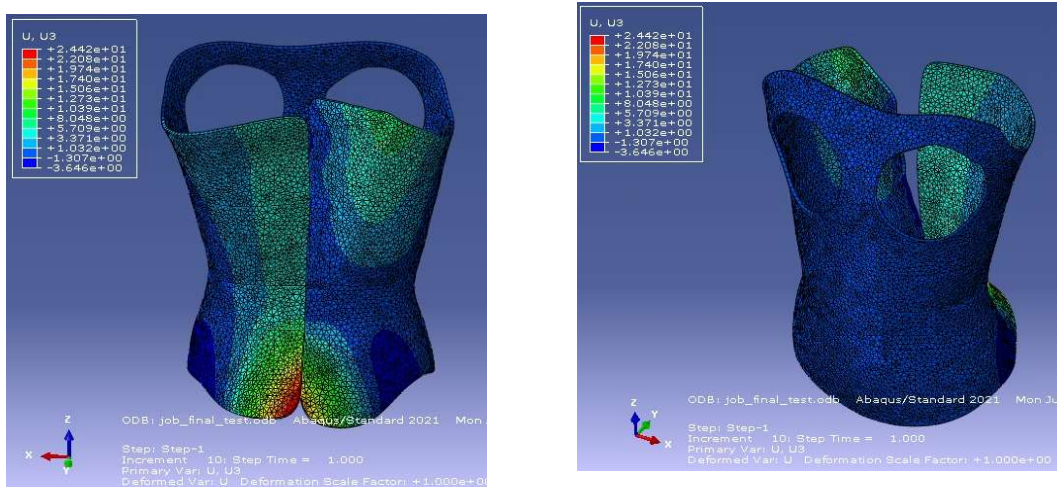 U, U3
+2.442e+01
+2.208e+01
+1.974e+01
+1.740e+01
+1.506e+01
+1.273e+01
+1.039e+01
+8.048e+00
+5.709e+00
+3.371e+00
+1.032e+00
-1.307e+00
-3.646e+00
Z
X
Y
ODB: job_final_test.odb Abaqus/Standard 2021 Mon
Step: Step-1
Increment 10: Step Time = 1.000
Primary Var: U, U3
Deformed Var: U Deformation Scale Factor: +1.000e+00
U, U3
+2.442e+01
+2.208e+01
+1.974e+01
+1.740e+01
+1.506e+01
+1.273e+01
+1.039e+01
+8.048e+00
+5.709e+00
+3.371e+00
+1.032e+00
-1.307e+00
-3.646e+00
Z
Y
X
ODB: job_final_test.odb Abaqus/Standard 2021 Mon Ju
Step: Step-1
Increment 10: Step Time = 1.000
Primary Var: U, U3
Deformed Var: U Deformation Scale Factor: +1.000e+00